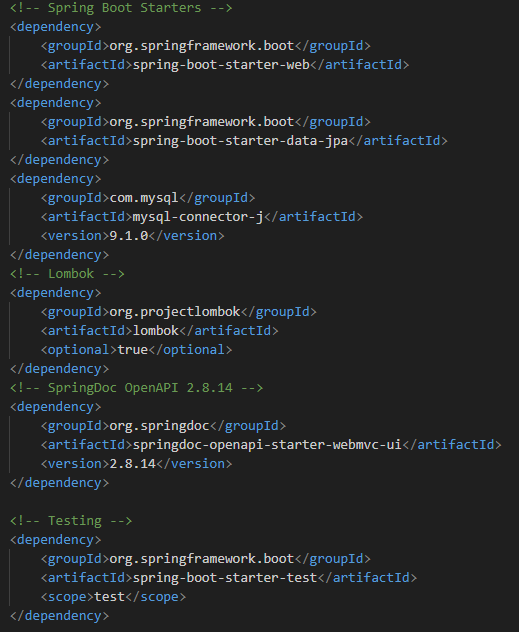 <!-- Spring Boot Starters -->
<dependency>
    <groupId>org.springframework.boot</groupId>
    <artifactId>spring-boot-starter-web</artifactId>
</dependency>
<dependency>
    <groupId>org.springframework.boot</groupId>
    <artifactId>spring-boot-starter-data-jpa</artifactId>
</dependency>
<dependency>
    <groupId>com.mysql</groupId>
    <artifactId>mysql-connector-j</artifactId>
    <version>9.1.0</version>
</dependency>
<!-- Lombok -->
<dependency>
    <groupId>org.projectlombok</groupId>
    <artifactId>lombok</artifactId>
    <optional>true</optional>
</dependency>
<!-- SpringDoc OpenAPI 2.8.14 -->
<dependency>
    <groupId>org.springdoc</groupId>
    <artifactId>springdoc-openapi-starter-webmvc-ui</artifactId>
    <version>2.8.14</version>
</dependency>

<!-- Testing -->
<dependency>
    <groupId>org.springframework.boot</groupId>
    <artifactId>spring-boot-starter-test</artifactId>
    <scope>test</scope>
</dependency>